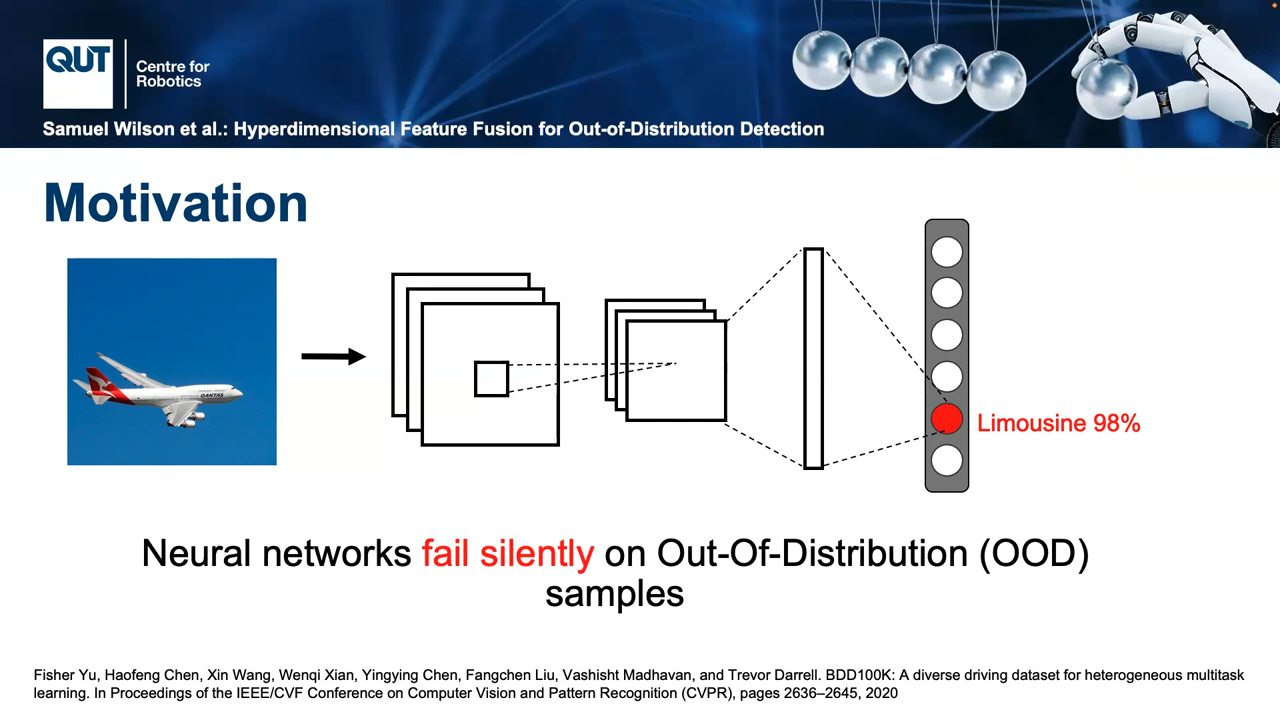 QUT
Centre for
Robotics
Samuel Wilson et al.: Hyperdimensional Feature Fusion for Out-of-Distribution Detection
Motivation
QANTAS
Limousine 98%
Neural networks fail silently on Out-Of-Distribution (OOD)
samples
Fisher Yu, Haofeng Chen, Xin Wang, Wenqi Xian, Yingying Chen, Fangchen Liu, Vashisht Madhavan, and Trevor Darrell. BDD100K: A diverse driving dataset for heterogeneous multitask
learning. In Proceedings of the IEEE/CVF Conference on Computer Vision and Pattern Recognition (CVPR), pages 2636–2645, 2020